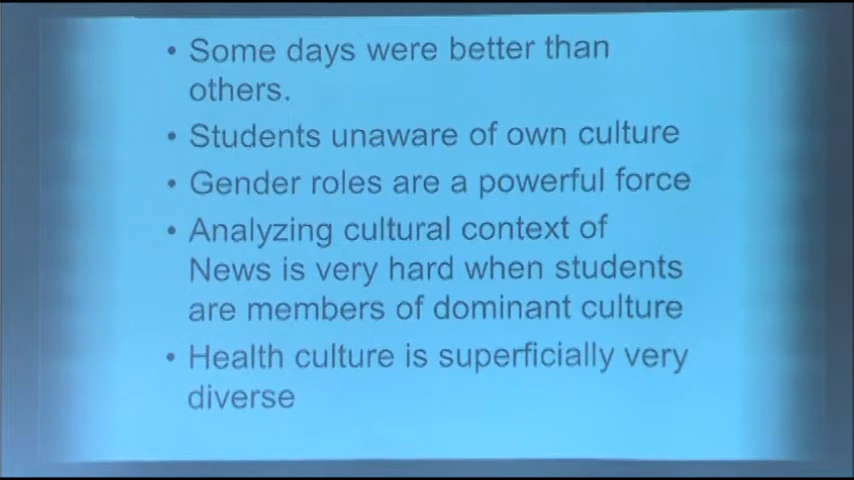 • Some days were better than
others.
• Students unaware of own culture
• Gender roles are a powerful force
• Analyzing cultural context of
News is very hard when students
are members of dominant culture
• Health culture is superficially very
diverse